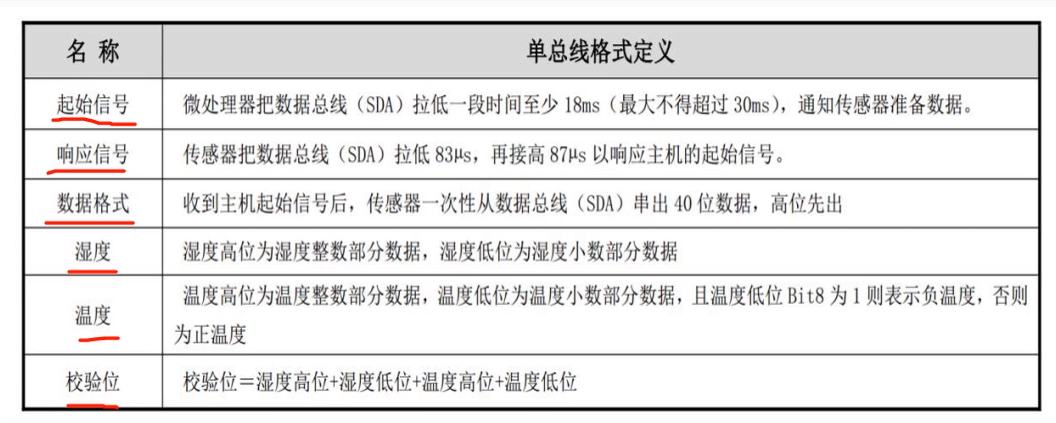 名 称
单总线格式定义
起始信号
微处理器把数据总线（SDA）拉低一段时间至少 18ms（最大不得超过 30ms），通知传感器准备数据。
响应信号
传感器把数据总线（SDA）拉低 83μs，再接高 87μs 以响应主机的起始信号。
数据格式
收到主机起始信号后，传感器一次性从数据总线（SDA）串出 40 位数据，高位先出
湿度
湿度高位为湿度整数部分数据，湿度低位为湿度小数部分数据
温度
温度高位为温度整数部分数据，温度低位为温度小数部分数据，且温度低位 Bit8 为 1 则表示负温度，否则
为正温度
校验位
校验位＝湿度高位+湿度低位+温度高位+温度低位